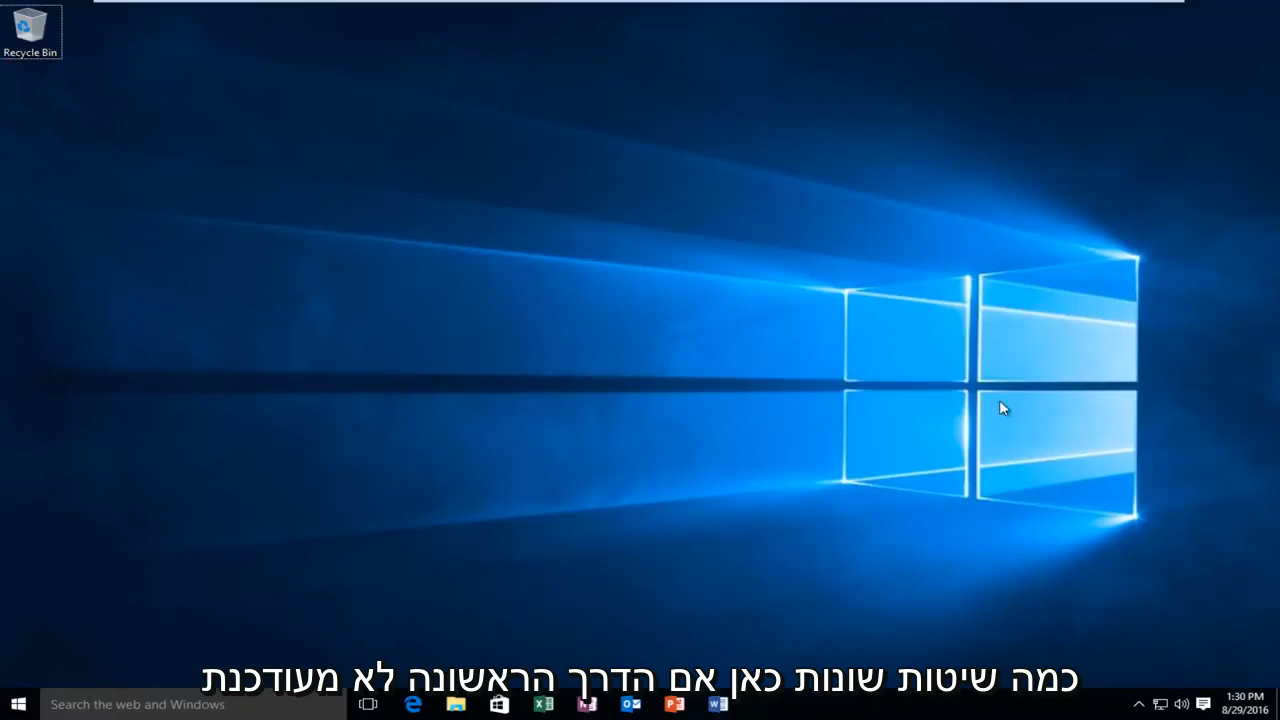 Recycle Bin
כמה שיטות שונות כאן אם הדרך הראשונה לא מעודכנת
Search the web and Windows
1:30 PM
8/29/2016